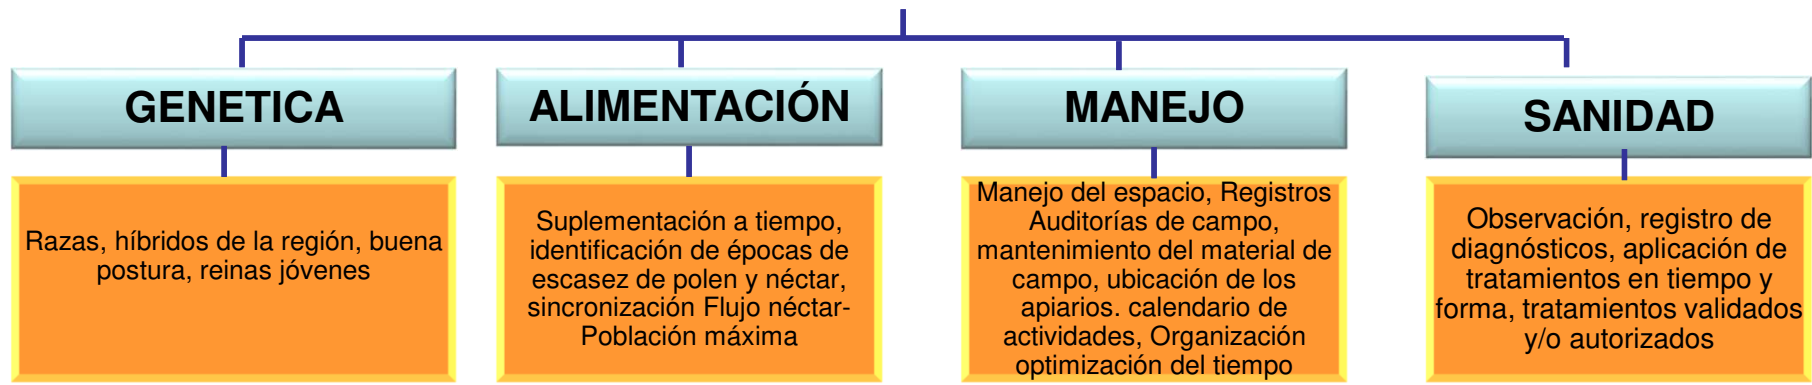 GENETICA
Razas, híbridos de la región, buena
postura, reinas jóvenes
ALIMENTACIÓN
Suplementación a tiempo,
identificación de épocas de
escasez de polen y néctar,
sincronización Flujo néctar-
Población máxima
MANEJO
Manejo del espacio, Registros
Auditorías de campo,
mantenimiento del material de
campo, ubicación de los
apiarios. calendario de
actividades, Organización
optimización del tiempo
SANIDAD
Observación, registro de
diagnósticos, aplicación de
tratamientos en tiempo y
forma, tratamientos validados
y/o autorizados